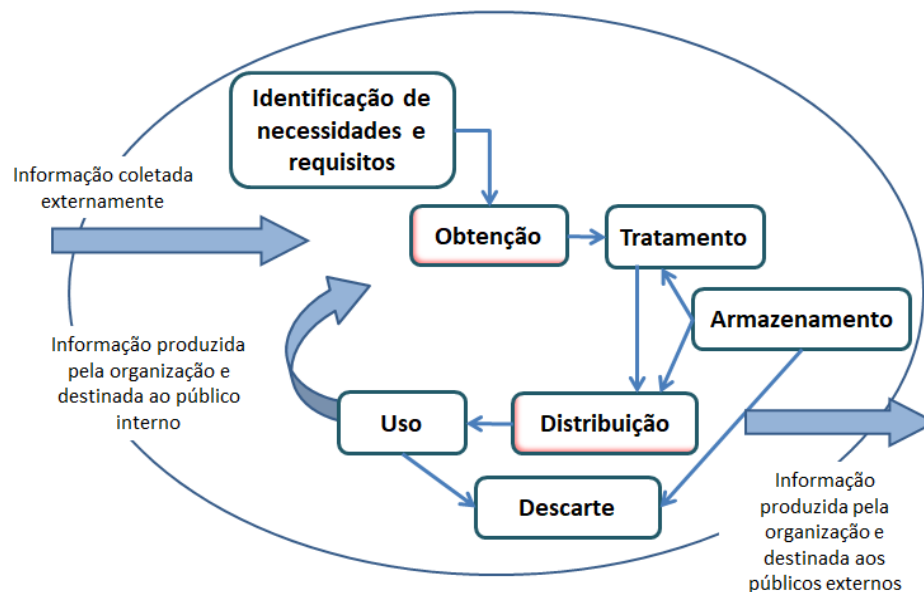 Identificação de
necessidades e
requisitos
Informação coletada
externamente
Obtenção
Tratamento
Armazenamento
Informação produzida
pela organização e
destinada ao público
interno
Uso
Distribuição
Descarte
Informação
produzida pela
organização e
destinada aos
públicos externos